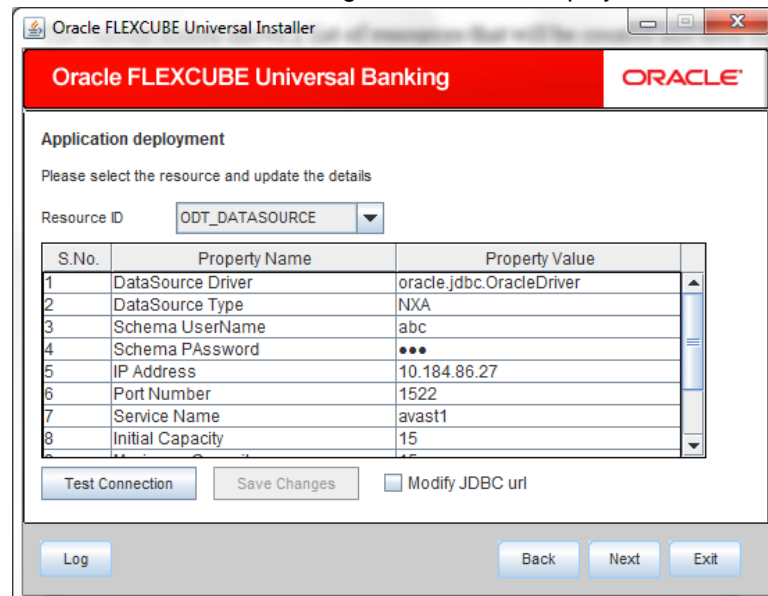 Oracle FLEXCUBE Universal Installer
Oracle FLEXCUBE Universal Banking ORACLE
Application deployment
Please select the resource and update the details
Resource ID ODT_DATASOURCE
S.No. Property Name Property Value
1 DataSource Driver oracle.jdbc.OracleDriver
2 DataSource Type NXA
3 Schema UserName abc
4 Schema PAssword •••
5 IP Address 10.184.86.27
6 Port Number 1522
7 Service Name avast1
8 Initial Capacity 15
Test Connection Save Changes Modify JDBC url
Log Back Next Exit